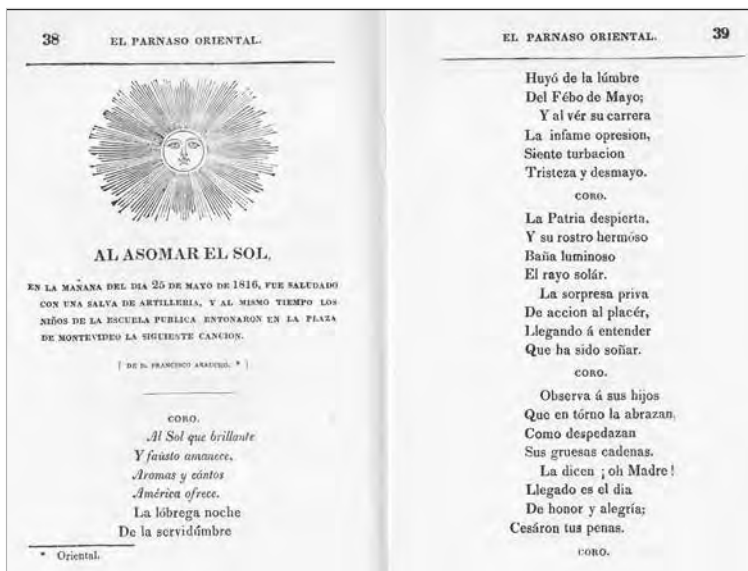 38
EL PARNASO ORIENTAL.
AL ASOMAR EL SOL,
EN LA MAÑANA DEL DIA 25 DE MAYO DE 1816, FUE SALUDADO
CON UNA SALVA DE ARTILLERIA, Y AL MISMO TIEMPO LOS
NIÑOS DE LA ESCUELA PUBLICA ENTONARON EN LA PLAZA
DE MONTEVIDEO LA SIGUIENTE CANCION.
[ DE D. FRANCISCO ARAUCHO. * ]
CORO.
Al Sol que brillante
Y faústo amanece,
Aromas y cántos
América ofrece.
La lóbrega noche
De la servidúmbre
* Oriental.
EL PARNASO ORIENTAL.
39
Huyó de la lúmbre
Del Fébo de Mayo;
Y al vér su carrera
La infame opresion,
Siente turbacion
Tristeza y desmayo.
CORO.
La Patria despierta,
Y su rostro hermóso
Baña luminoso
El rayo solár.
La sorpresa priva
De accion al placér,
Llegando á entender
Que ha sido soñar.
CORO.
Observa á sus hijos
Que en tórno la abrazan,
Como despedazan
Sus gruesas cadenas.
La dicen ¡ oh Madre !
Llegado es el dia
De honor y alegría;
Cesáron tus penas.
CORO.